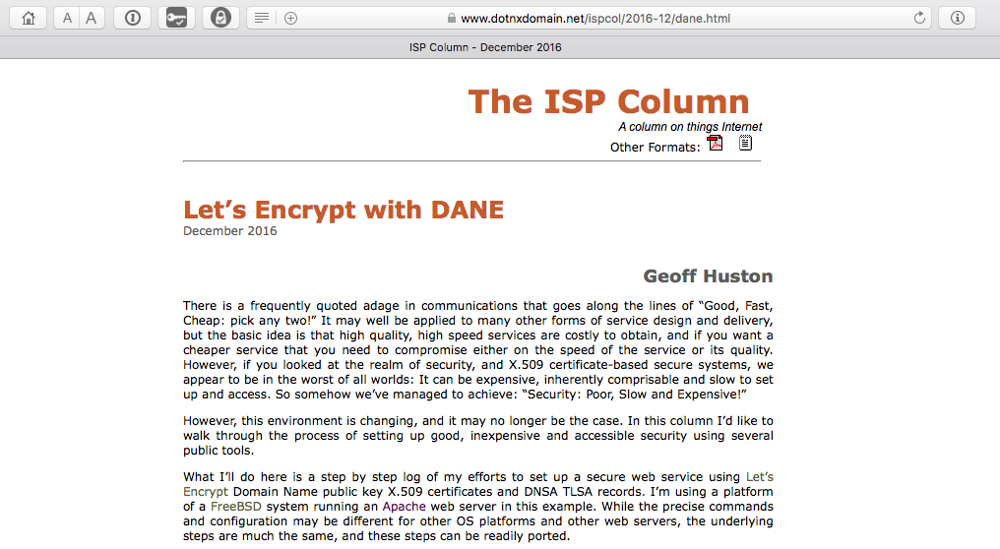 A A
www.dotnxdomain.net/ispcol/2016-12/dane.html
ISP Column - December 2016
The ISP Column
A column on things Internet
Other Formats:
Let’s Encrypt with DANE
December 2016
Geoff Huston
There is a frequently quoted adage in communications that goes along the lines of “Good, Fast,
Cheap: pick any two!” It may well be applied to many other forms of service design and delivery,
but the basic idea is that high quality, high speed services are costly to obtain, and if you want a
cheaper service that you need to compromise either on the speed of the service or its quality.
However, if you looked at the realm of security, and X.509 certificate-based secure systems, we
appear to be in the worst of all worlds: It can be expensive, inherently comprisable and slow to set
up and access. So somehow we’ve managed to achieve: “Security: Poor, Slow and Expensive!”
However, this environment is changing, and it may no longer be the case. In this column I’d like to
walk through the process of setting up good, inexpensive and accessible security using several
public tools.
What I’ll do here is a step by step log of my efforts to set up a secure web service using Let’s
Encrypt Domain Name public key X.509 certificates and DNSA TLSA records. I’m using a platform
of a FreeBSD system running an Apache web server in this example. While the precise commands
and configuration may be different for other OS platforms and other web servers, the underlying
steps are much the same, and these steps can be readily ported.